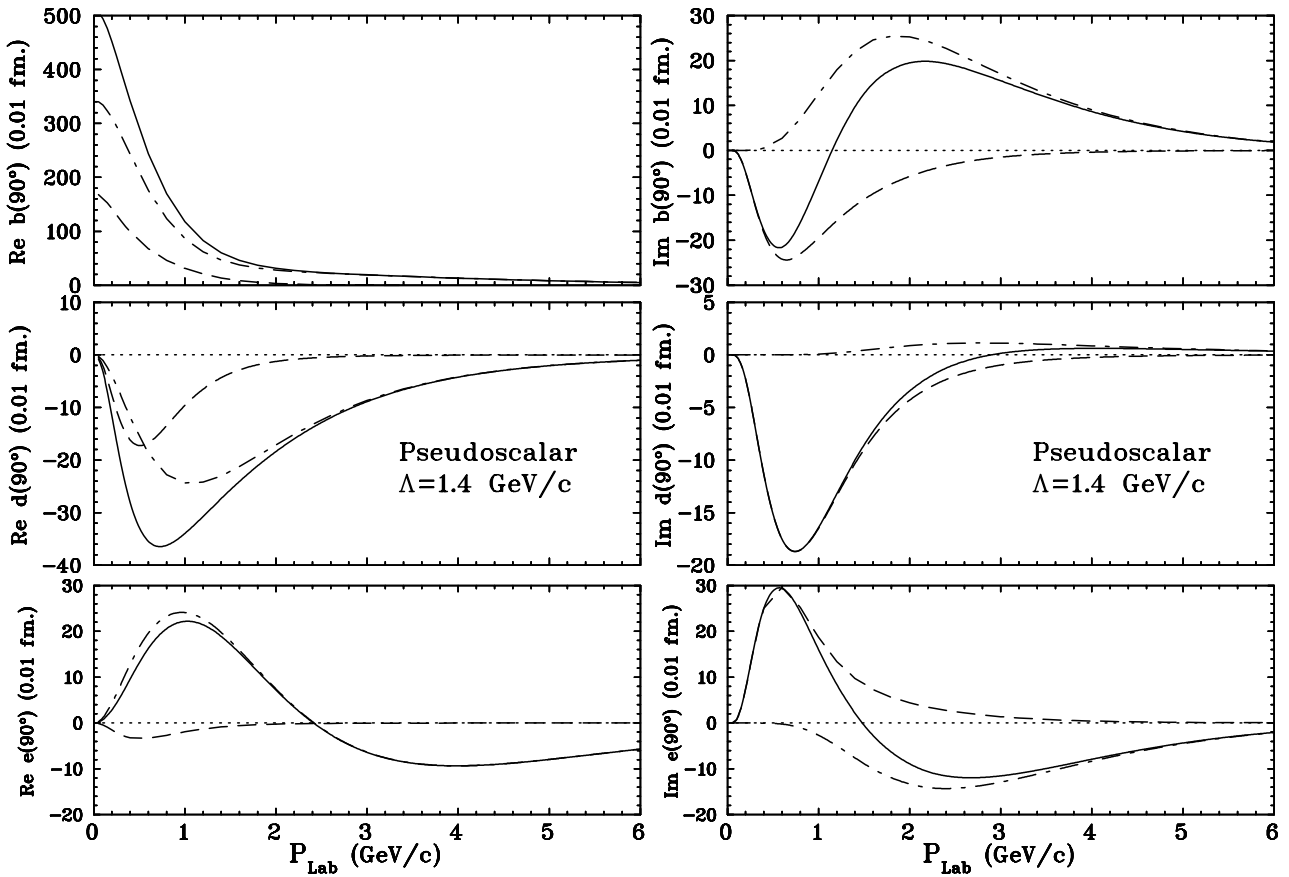 500
400
300
200
100
0
Re b(90°) (0.01 fm.)
30
20
10
0
−10
−20
−30
Im b(90°) (0.01 fm.)
10
0
−10
−20
−30
−40
Re d(90°) (0.01 fm.)
Pseudoscalar
Λ=1.4 GeV/c
5
0
−5
−10
−15
−20
Im d(90°) (0.01 fm.)
Pseudoscalar
Λ=1.4 GeV/c
30
20
10
0
−10
−20
Re e(90°) (0.01 fm.)
0 1 2 3 4 5 6
P_Lab (GeV/c)
30
20
10
0
−10
−20
Im e(90°) (0.01 fm.)
0 1 2 3 4 5 6
P_Lab (GeV/c)